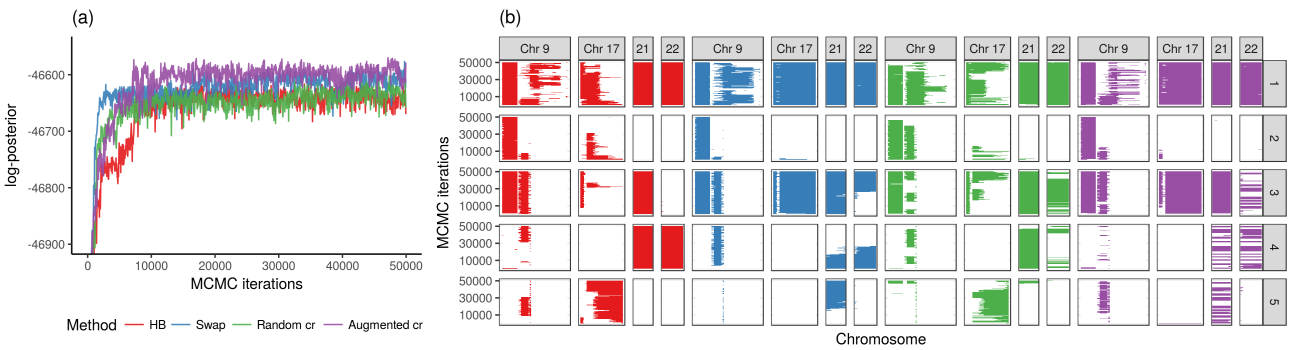 (a)
log-posterior
-46600
-46700
-46800
-46900
0 10000 20000 30000 40000 50000
MCMC iterations
Method HB Swap Random cr Augmented cr
(b)
Chr 9 Chr 17 21 22 Chr 9 Chr 17 21 22 Chr 9 Chr 17 21 22 Chr 9 Chr 17 21 22
MCMC iterations
50000
30000
10000
1
50000
30000
10000
2
50000
30000
10000
3
50000
30000
10000
4
50000
30000
10000
5
Chromosome